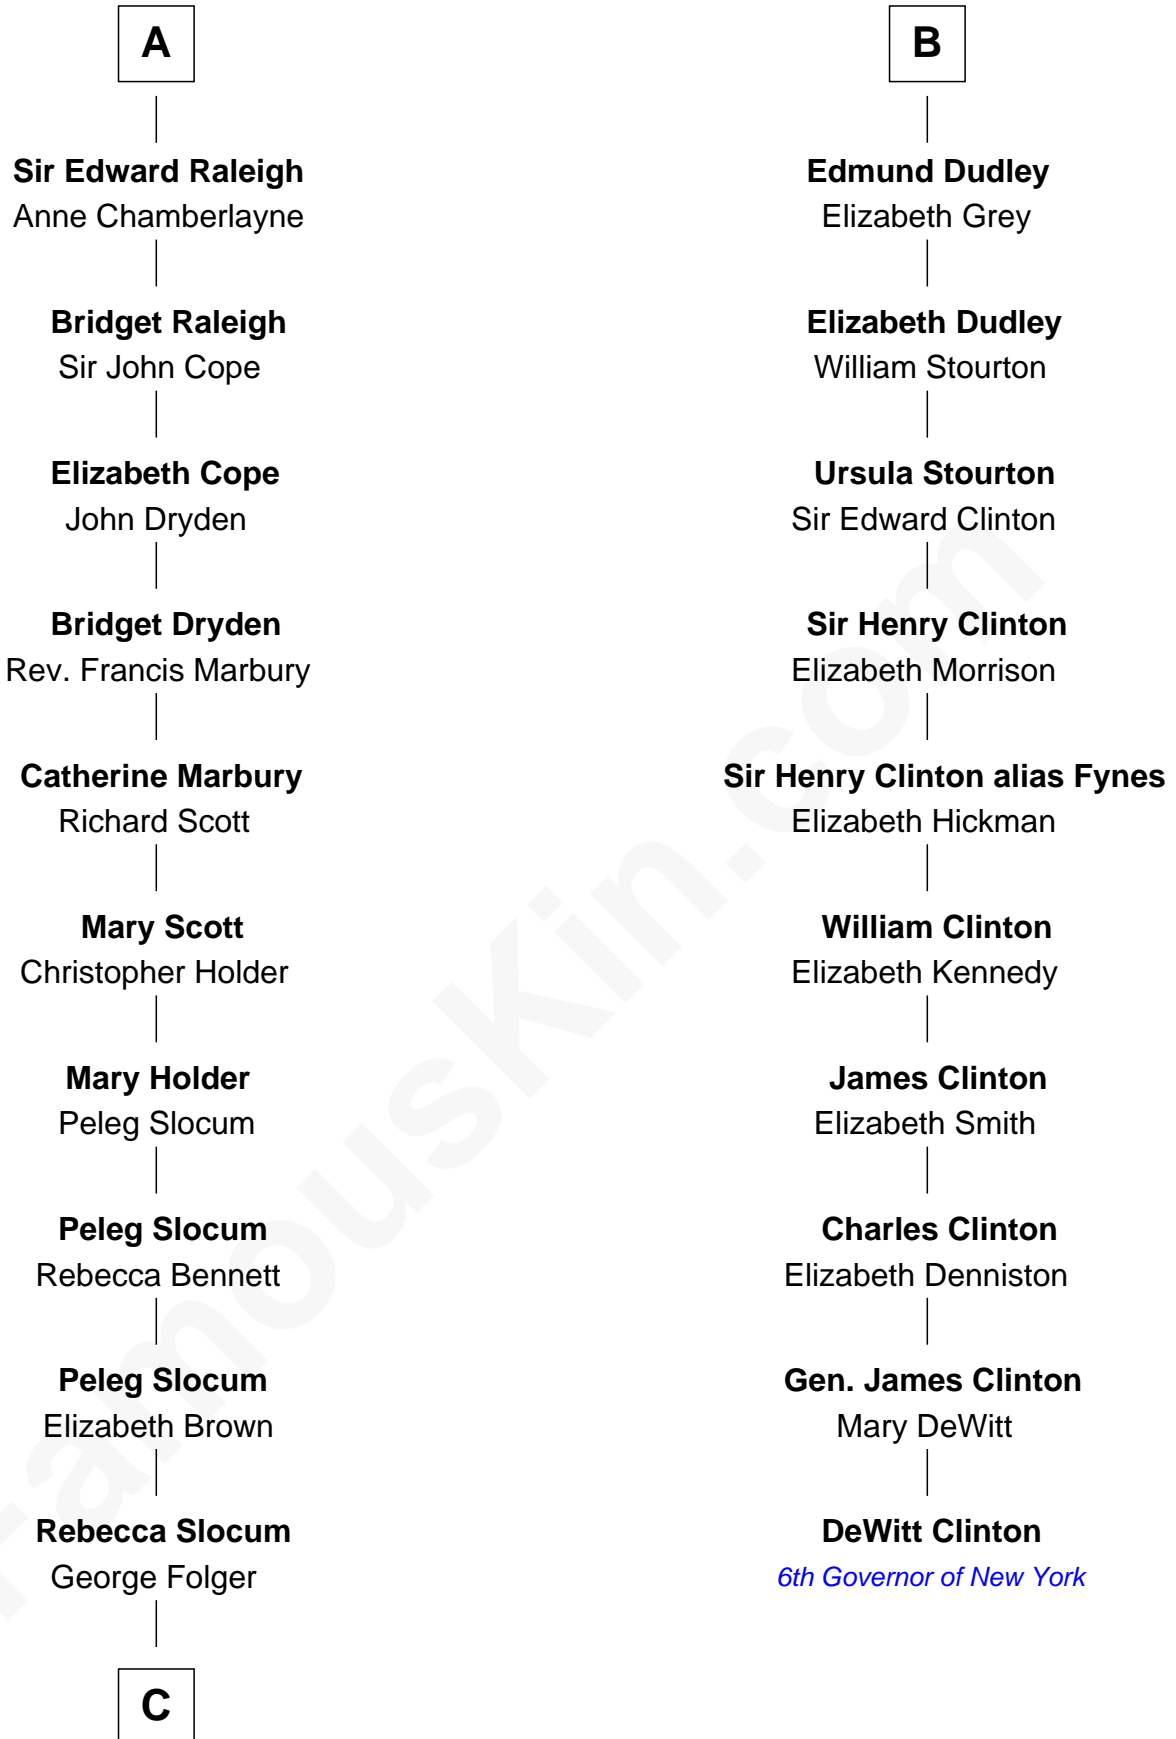 A
Sir Edward Raleigh
Anne Chamberlayne
Bridget Raleigh
Sir John Cope
Elizabeth Cope
John Dryden
Bridget Dryden
Rev. Francis Marbury
Catherine Marbury
Richard Scott
Mary Scott
Christopher Holder
Mary Holder
Peleg Slocum
Peleg Slocum
Rebecca Bennett
Peleg Slocum
Elizabeth Brown
Rebecca Slocum
George Folger
C
B
Edmund Dudley
Elizabeth Grey
Elizabeth Dudley
William Stourton
Ursula Stourton
Sir Edward Clinton
Sir Henry Clinton
Elizabeth Morrison
Sir Henry Clinton alias Fynes
Elizabeth Hickman
William Clinton
Elizabeth Kennedy
James Clinton
Elizabeth Smith
Charles Clinton
Elizabeth Denniston
Gen. James Clinton
Mary DeWitt
DeWitt Clinton
6th Governor of New York
FamousKin.com